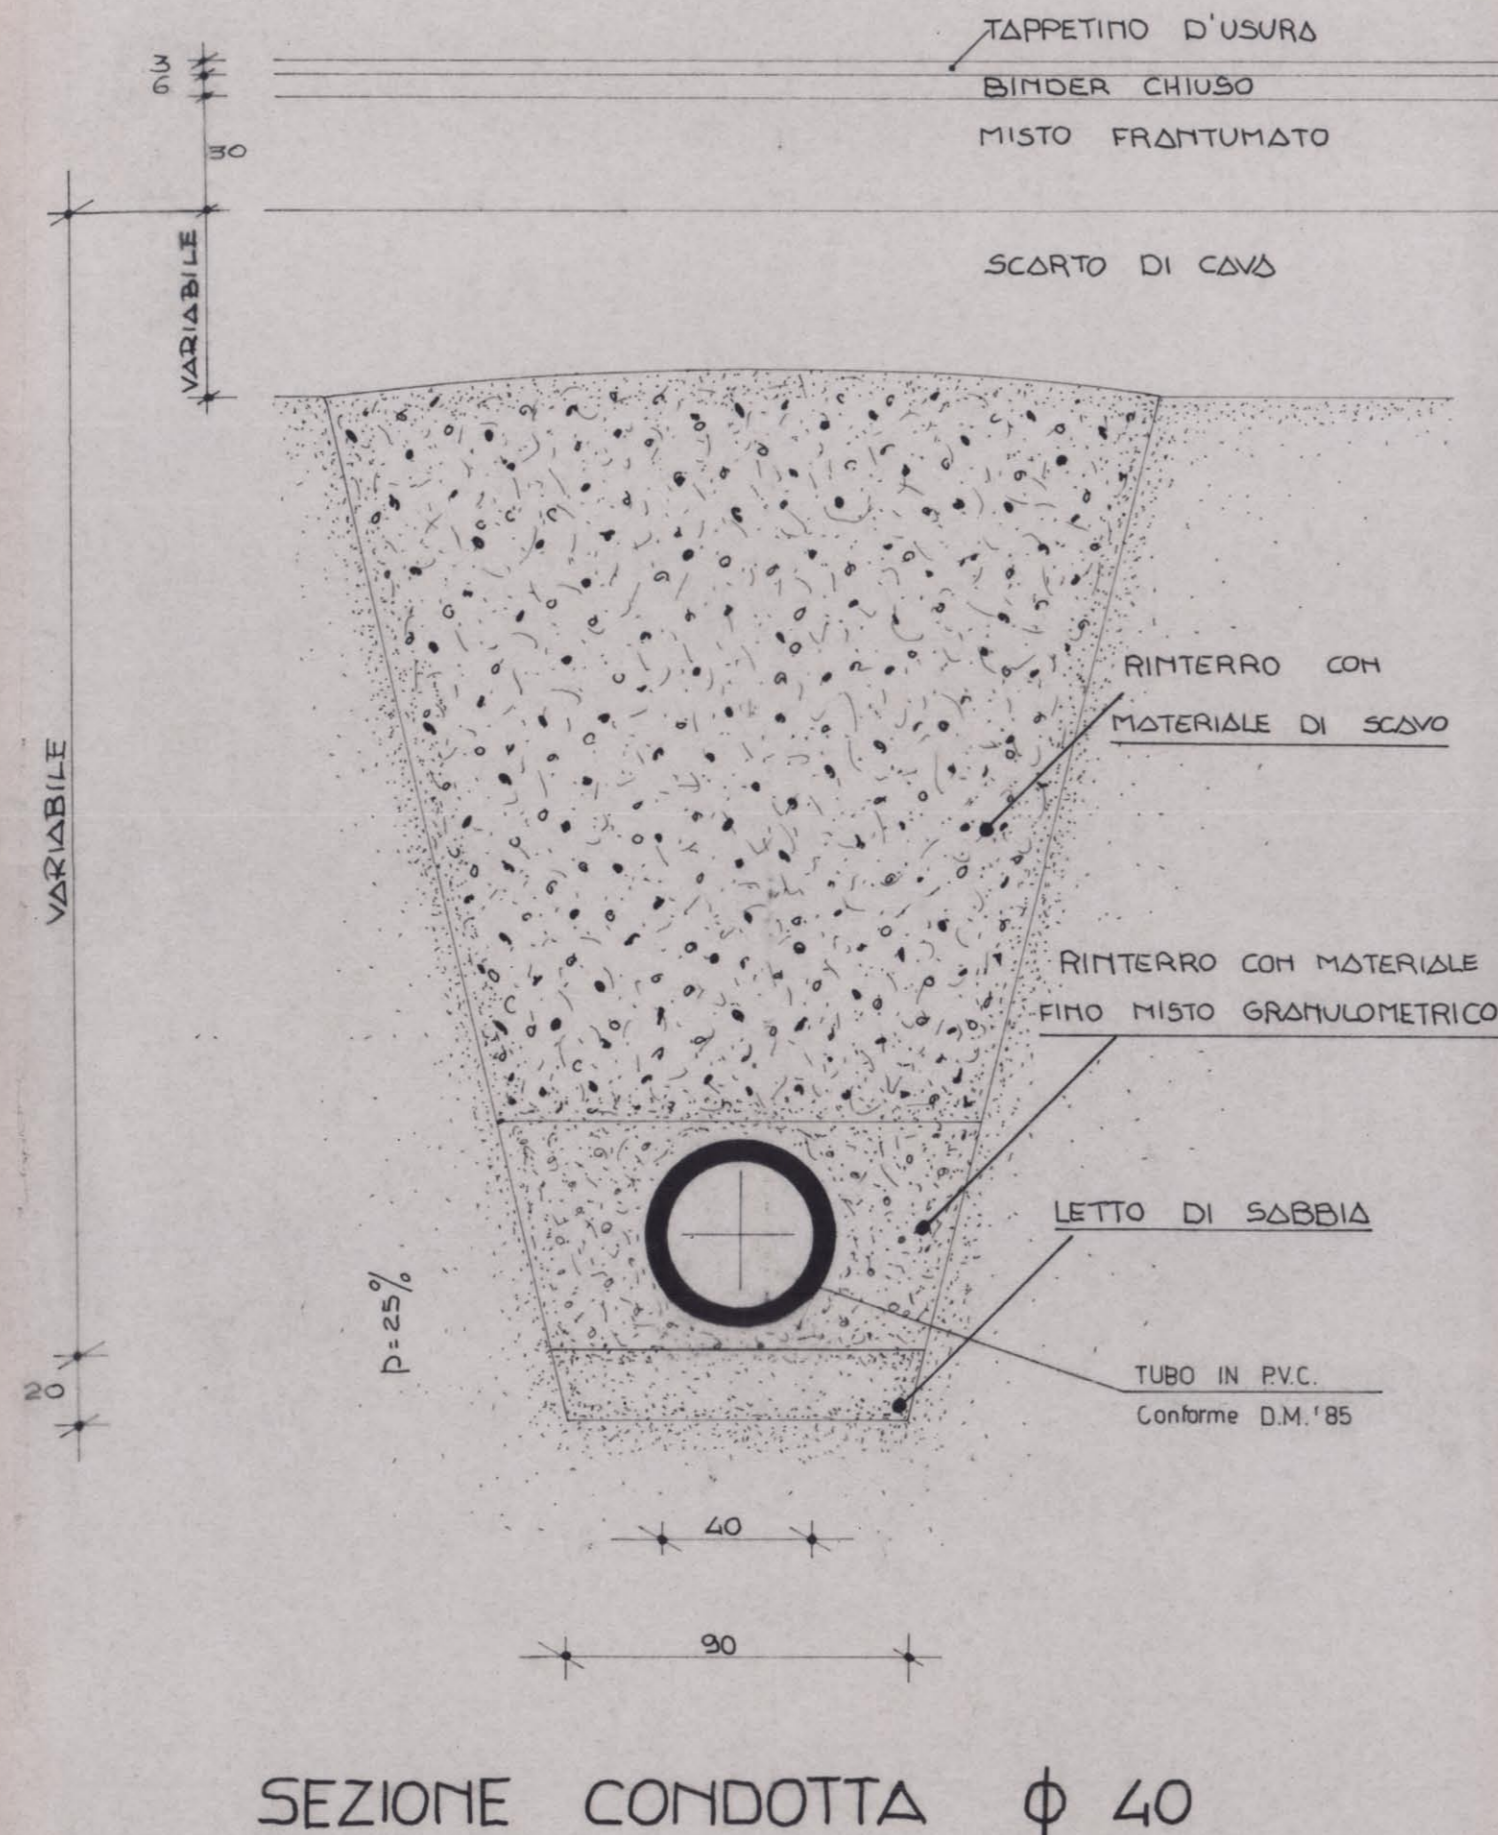 TAPPETINO D'USURA
3
6
BINDER CHIUSO
30
MISTO FRANTUMATO
VARIABILE
SCARTO DI CAVA
VARIABILE
RINTERRO CON
MATERIALE DI SCAVO
RINTERRO CON MATERIALE
FINO MISTO GRANULOMETRICO
LETTO DI SABBIA
p=25%
20
TUBO IN P.V.C.
Conforme D.M.'85
40
90
SEZIONE CONDOTTA ϕ 40